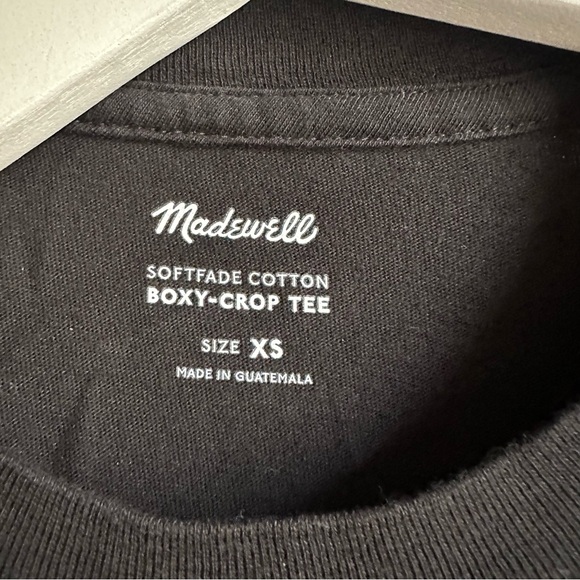 Madewell
SOFTFADE COTTON
BOXY-CROP TEE
SIZE XS
MADE IN GUATEMALA